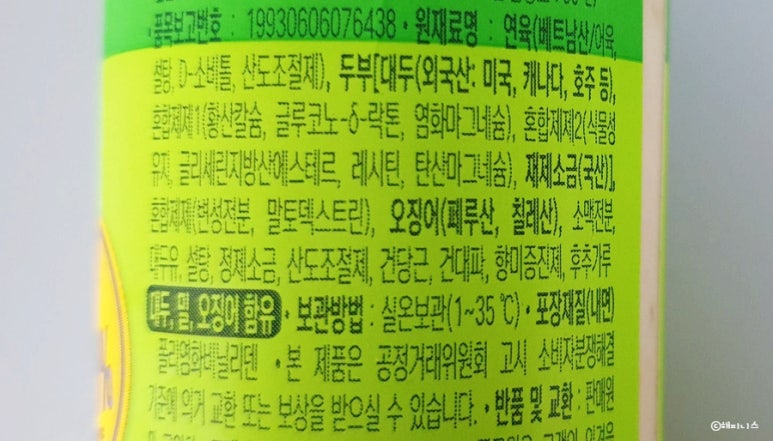 품목보고번호 : 19930606076438 • 원재료명 : 연육(베트남산/어육,
설탕, D-소비톨, 산도조절제), 두부[대두(외국산: 미국, 캐나다, 호주 등),
혼합제제1(황산칼슘, 글루코노-δ-락톤, 염화마그네슘), 혼합제제2(식물성
유지, 글리세린지방산에스테르, 레시틴, 탄산마그네슘), 재제소금(국산)],
혼합제제(변성전분, 말토덱스트린), 오징어(페루산, 칠레산), 소맥전분,
대두유, 설탕, 정제소금, 산도조절제, 건당근, 건대파, 향미증진제, 후추가루
대두, 밀, 오징어 함유 • 보관방법 : 실온보관(1~35 ℃) • 포장재질(내면)
폴리염화비닐리덴 • 본 제품은 공정거래위원회 고시 소비자분쟁해결
기준에 의거 교환 또는 보상을 받으실 수 있습니다. • 반품 및 교환 : 판매원
ⓒ해피니스